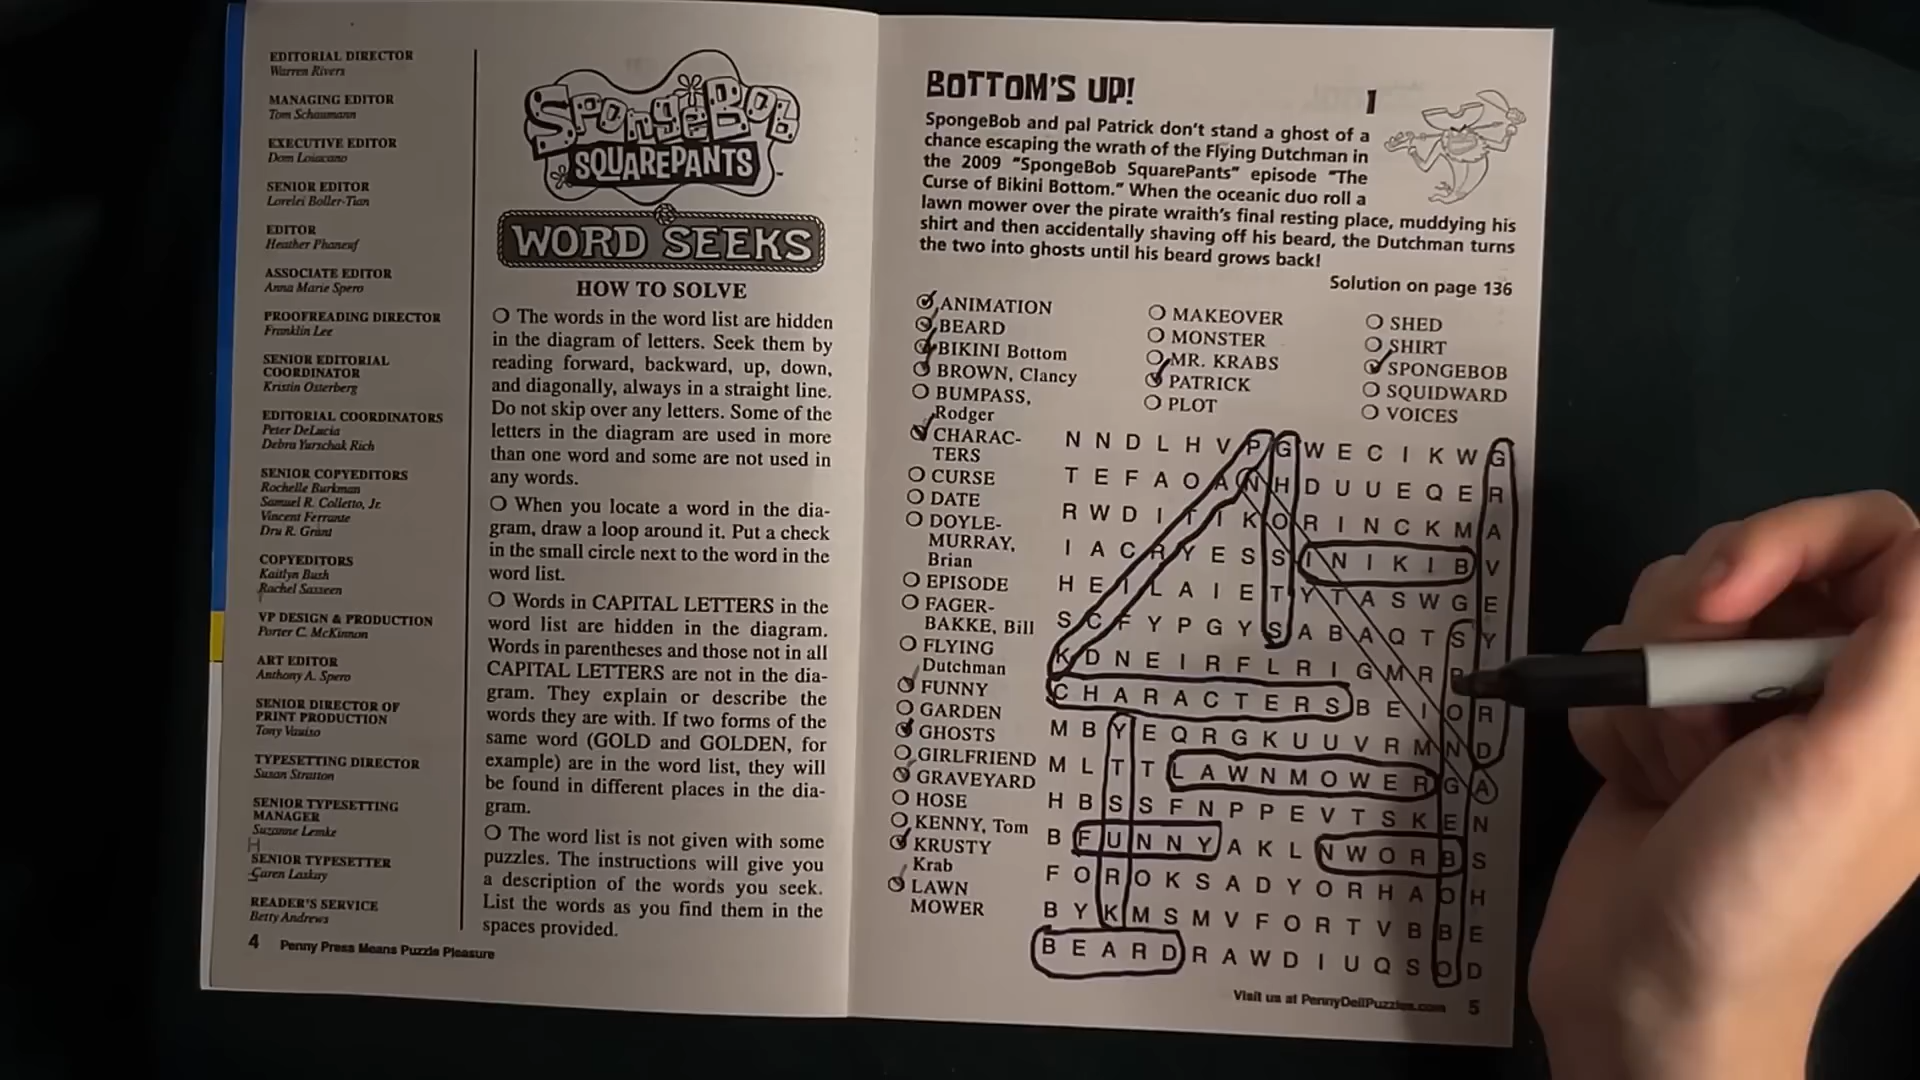 EDITORIAL DIRECTOR
Warren Rivers
MANAGING EDITOR
Tom Schaumann
EXECUTIVE EDITOR
Dom Loiacano
SENIOR EDITOR
Lorelei Boller-Tian
EDITOR
Heather Phaneuf
ASSOCIATE EDITOR
Anna Marie Spero
PROOFREADING DIRECTOR
Franklin Lee
SENIOR EDITORIAL
COORDINATOR
Kristin Osterberg
EDITORIAL COORDINATORS
Peter DeLucia
Debra Yurschak Rich
SENIOR COPYEDITORS
Rochelle Burkman
Samuel R. Colletto, Jr.
Vincent Ferrante
Dru R. Grant
COPYEDITORS
Kaitlyn Bush
Rachel Sasseen
VP DESIGN & PRODUCTION
Porter C. McKinnon
ART EDITOR
Anthony A. Spero
SENIOR DIRECTOR OF
PRINT PRODUCTION
Tony Vasiso
TYPESETTING DIRECTOR
Susan Stratton
SENIOR TYPESETTING
MANAGER
Suzanne Lemke
SENIOR TYPESETTER
Caren Laskay
READER'S SERVICE
Betty Andrews
4 Penny Press Means Puzzle Pleasure
SpongeBob
SQUAREPANTS
WORD SEEKS
HOW TO SOLVE
The words in the word list are hidden
in the diagram of letters. Seek them by
reading forward, backward, up, down,
and diagonally, always in a straight line.
Do not skip over any letters. Some of the
letters in the diagram are used in more
than one word and some are not used in
any words.
When you locate a word in the dia-
gram, draw a loop around it. Put a check
in the small circle next to the word in the
word list.
Words in CAPITAL LETTERS in the
word list are hidden in the diagram.
Words in parentheses and those not in all
CAPITAL LETTERS are not in the dia-
gram. They explain or describe the
words they are with. If two forms of the
same word (GOLD and GOLDEN, for
example) are in the word list, they will
be found in different places in the dia-
gram.
The word list is not given with some
puzzles. The instructions will give you
a description of the words you seek.
List the words as you find them in the
spaces provided.
BOTTOM'S UP! 1
SpongeBob and pal Patrick don't stand a ghost of a
chance escaping the wrath of the Flying Dutchman in
the 2009 "SpongeBob SquarePants" episode "The
Curse of Bikini Bottom." When the oceanic duo roll a
lawn mower over the pirate wraith's final resting place, muddying his
shirt and then accidentally shaving off his beard, the Dutchman turns
the two into ghosts until his beard grows back!
Solution on page 136
ANIMATION
BEARD
BIKINI Bottom
BROWN, Clancy
BUMPASS,
Rodger
CHARAC-
TERS
CURSE
DATE
DOYLE-
MURRAY,
Brian
EPISODE
FAGER-
BAKKE, Bill
FLYING
Dutchman
FUNNY
GARDEN
GHOSTS
GIRLFRIEND
GRAVEYARD
HOSE
KENNY, Tom
KRUSTY
Krab
LAWN
MOWER
MAKEOVER
MONSTER
MR. KRABS
PATRICK
PLOT
SHED
SHIRT
SPONGEBOB
SQUIDWARD
VOICES
N N D L H V P G W E C I K W G
T E F A O A N H D U U E Q E R
R W D I T I K O R I N C K M A
I A C R Y E S S I N I K I B V
H E I L A I E T Y T A S W G E
S C F Y P G Y S A B A Q T S Y
K D N E I R F L R I G M R P
C H A R A C T E R S B E I O R
M B Y E Q R G K U U V R M N D
M L T T L A W N M O W E R G A
H B S S F N P P E V T S K E N
B F U N N Y A K L N W O R B S
F O R O K S A D Y O R H A O H
B Y K M S M V F O R T V B B E
B E A R D R A W D I U Q S O D
Visit us at PennyDellPuzzles.com 5